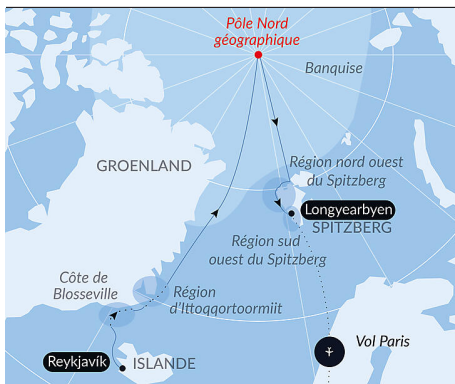 Pôle Nord
géographique
Banquise
GROENLAND
Région nord ouest
du Spitzberg
Longyearbyen
SPITZBERG
Région sud
ouest du Spitzberg
Côte de
Blosseville
Région
d'Ittoqqortoormiit
Vol Paris
Reykjavík
ISLANDE